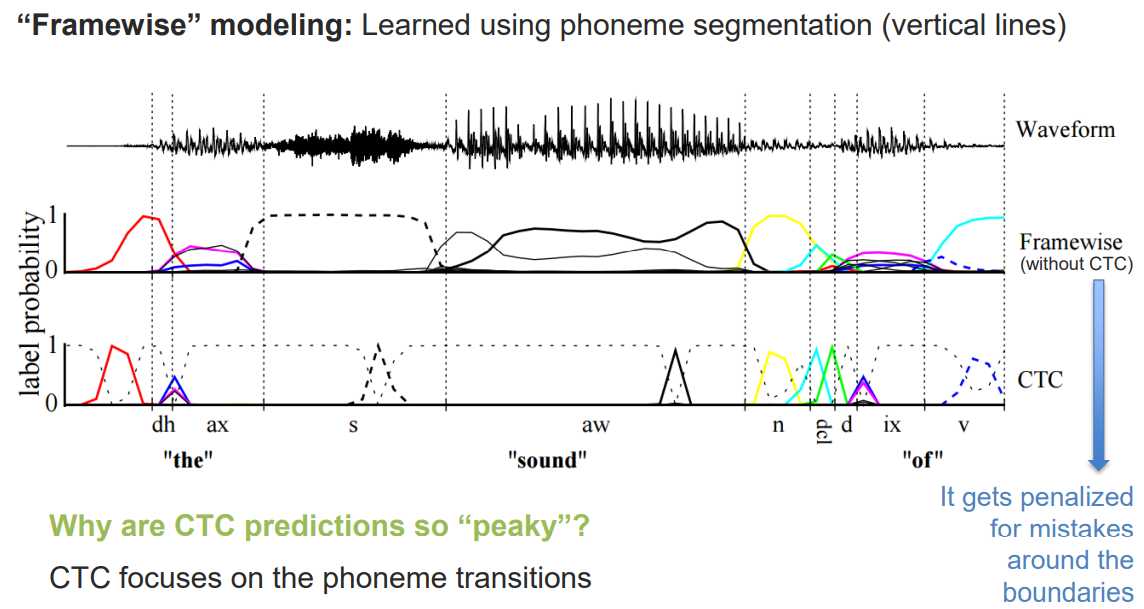 “Framewise” modeling: Learned using phoneme segmentation (vertical lines)
Waveform
label probability
1
0
Framewise
(without CTC)
1
0
CTC
dh ax s aw n dcl d ix v
"the" "sound" "of"
It gets penalized
for mistakes
around the
boundaries
Why are CTC predictions so “peaky”?
CTC focuses on the phoneme transitions